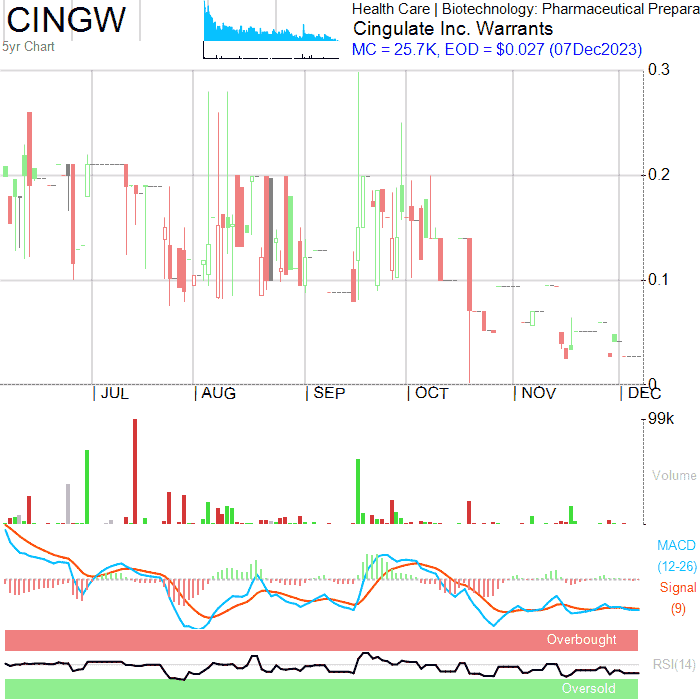 CINGW
5yr Chart
Health Care | Biotechnology: Pharmaceutical Prepara
Cingulate Inc. Warrants
MC = 25.7K, EOD = $0.027 (07Dec2023)
0.3
0.2
0.1
0
JUL AUG SEP OCT NOV DEC
99k
Volume
MACD
(12-26)
Signal
(9)
Overbought
RSI(14)
Oversold